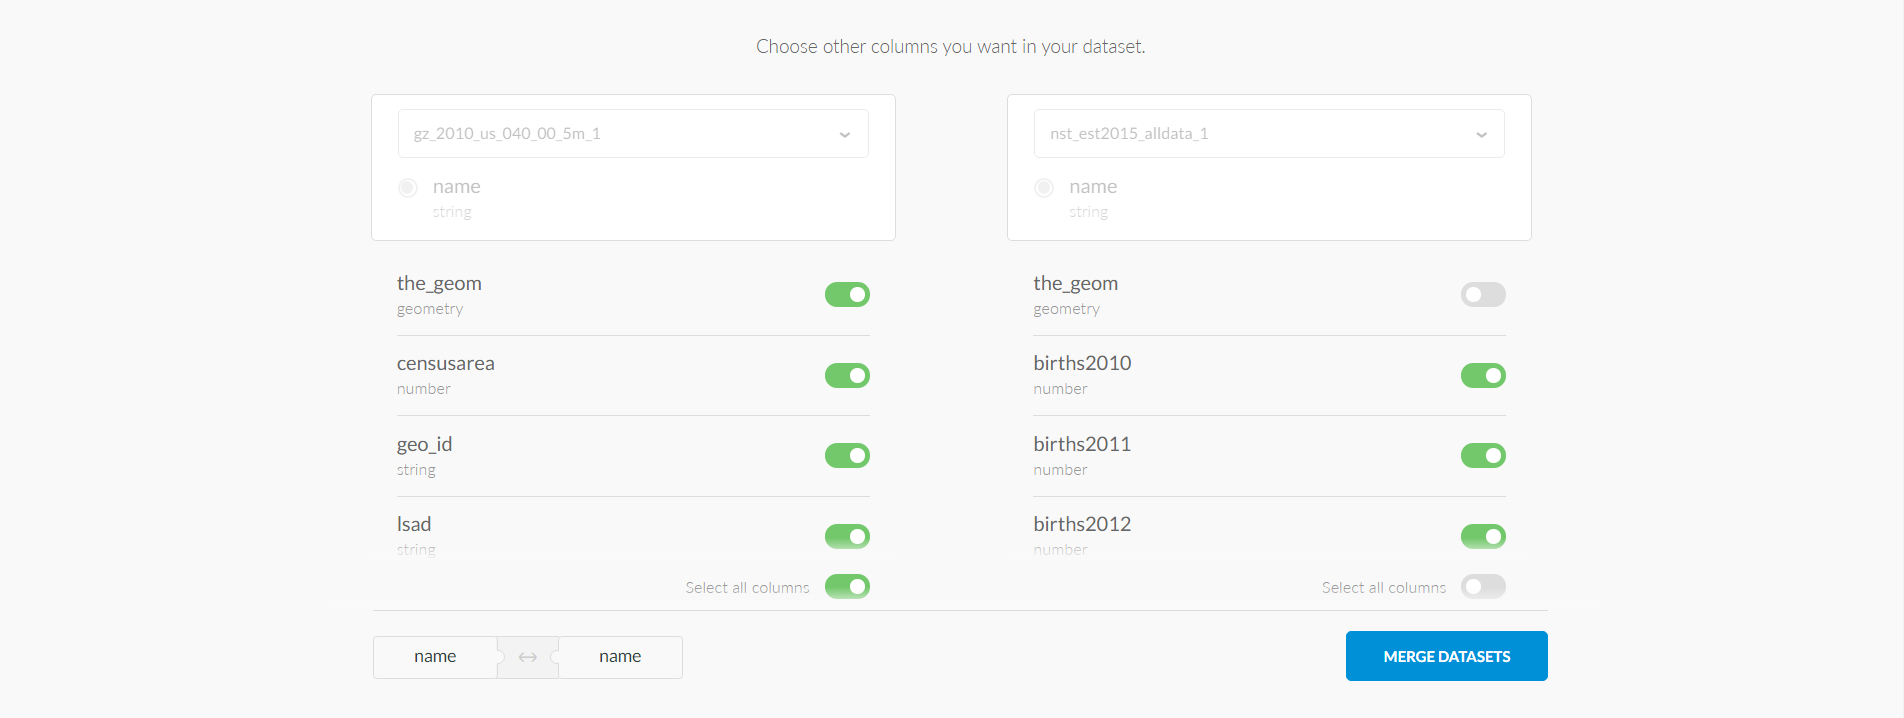 Choose other columns you want in your dataset.
gz_2010_us_040_00_5m_1
name
string
the_geom
geometry
censusarea
number
geo_id
string
lsad
string
Select all columns
nst_est2015_alldata_1
name
string
the_geom
geometry
births2010
number
births2011
number
births2012
number
Select all columns
name ↔ name
MERGE DATASETS